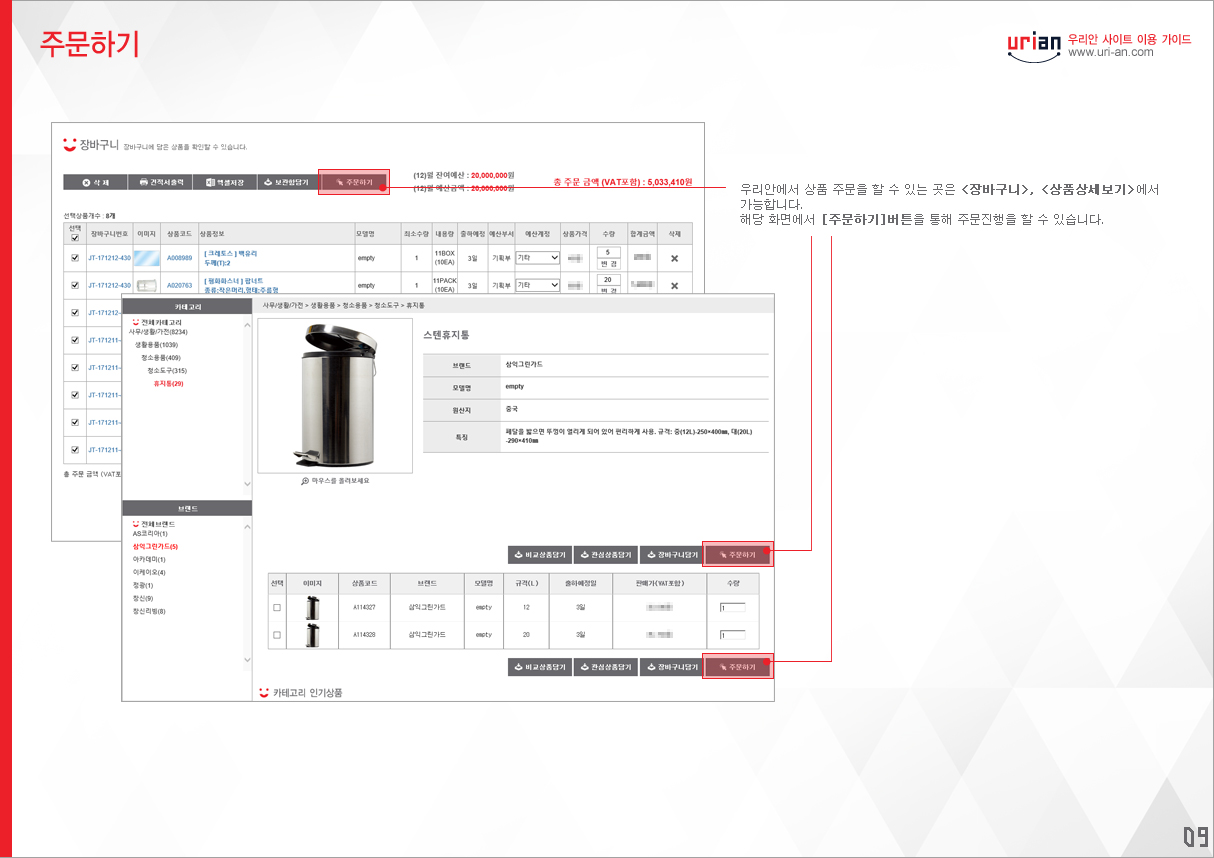 주문하기
urian 우리안 사이트 이용 가이드
www.uri-an.com
장바구니 장바구니에 담은 상품을 확인할 수 있습니다.
삭 제 견적서출력 엑셀저장 보관함담기 주문하기
(12)월 잔여예산 : 20,000,000원
(12)월 예산금액 : 20,000,000원
총 주문 금액 (VAT포함) : 5,033,410원
우리안에서 상품 주문을 할 수 있는 곳은 <장바구니>, <상품상세보기>에서
가능합니다.
해당 화면에서 [주문하기]버튼을 통해 주문진행을 할 수 있습니다.
선택상품개수 : 8개
선택 장바구니번호 이미지 상품코드 상품정보 모델명 최소수량 내용량 출하예정 예산부서 예산계정 상품가격 수량 합계금액 삭제
JT-171212-430 A008989 [ 크레토스 ] 백유리 두께(T):2 empty 1 11BOX (10EA) 3일 기획부 기타 5 변 경
JT-171212-430 A020763 [ 평화화스너 ] 팝너트 종류:작은머리,형태:주름형 empty 1 11PACK (10EA) 3일 기획부 기타 20 변 경
JT-171212-
JT-171211-
JT-171211-
JT-171211-
JT-171211-
JT-171211-
총 주문 금액 (VAT포
카테고리
전체카테고리
사무/생활/가전(8234)
생활용품(1039)
청소용품(409)
청소도구(315)
휴지통(29)
브랜드
전체브랜드
AS코리아(1)
삼익그린가드(5)
아카데미(1)
이케이오(4)
정광(1)
창신(9)
창신리빙(8)
사무/생활/가전 > 생활용품 > 청소용품 > 청소도구 > 휴지통
스텐휴지통
브랜드 삼익그린가드
모델명 empty
원산지 중국
특징 페달을 밟으면 뚜껑이 열리게 되어 있어 편리하게 사용. 규격: 중(12L)-250×400㎜, 대(20L)
-290×410㎜
마우스를 올려보세요
비교상품담기 관심상품담기 장바구니담기 주문하기
선택 이미지 상품코드 브랜드 모델명 규격(L) 출하예정일 판매가(VAT포함) 수량
A114327 삼익그린가드 empty 12 3일 1
A114328 삼익그린가드 empty 20 3일 1
비교상품담기 관심상품담기 장바구니담기 주문하기
카테고리 인기상품
09